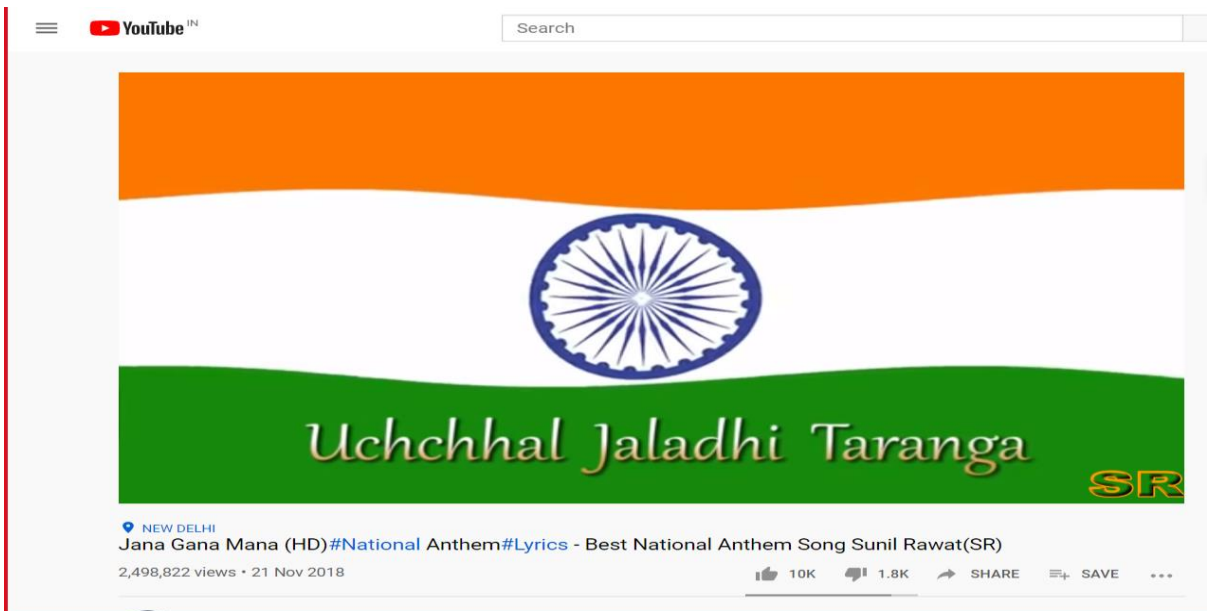 YouTube IN
Search
Uchchhal Jaladhi Taranga
SR
NEW DELHI
Jana Gana Mana (HD)#National Anthem#Lyrics - Best National Anthem Song Sunil Rawat(SR)
2,498,822 views • 21 Nov 2018
10K 1.8K SHARE SAVE